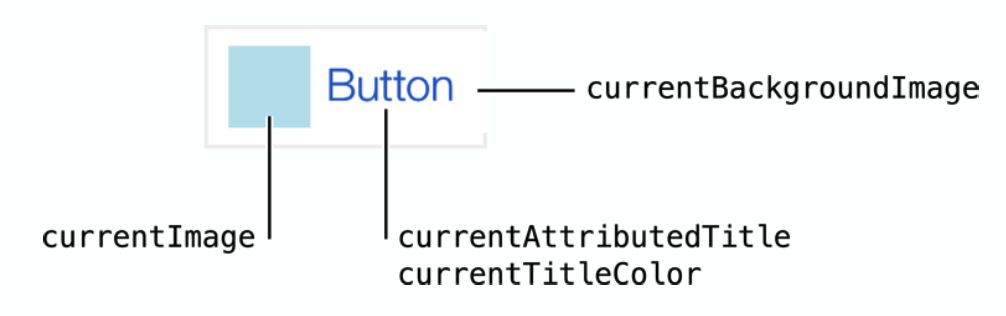 Button
currentBackgroundImage
currentImage
currentAttributedTitle
currentTitleColor